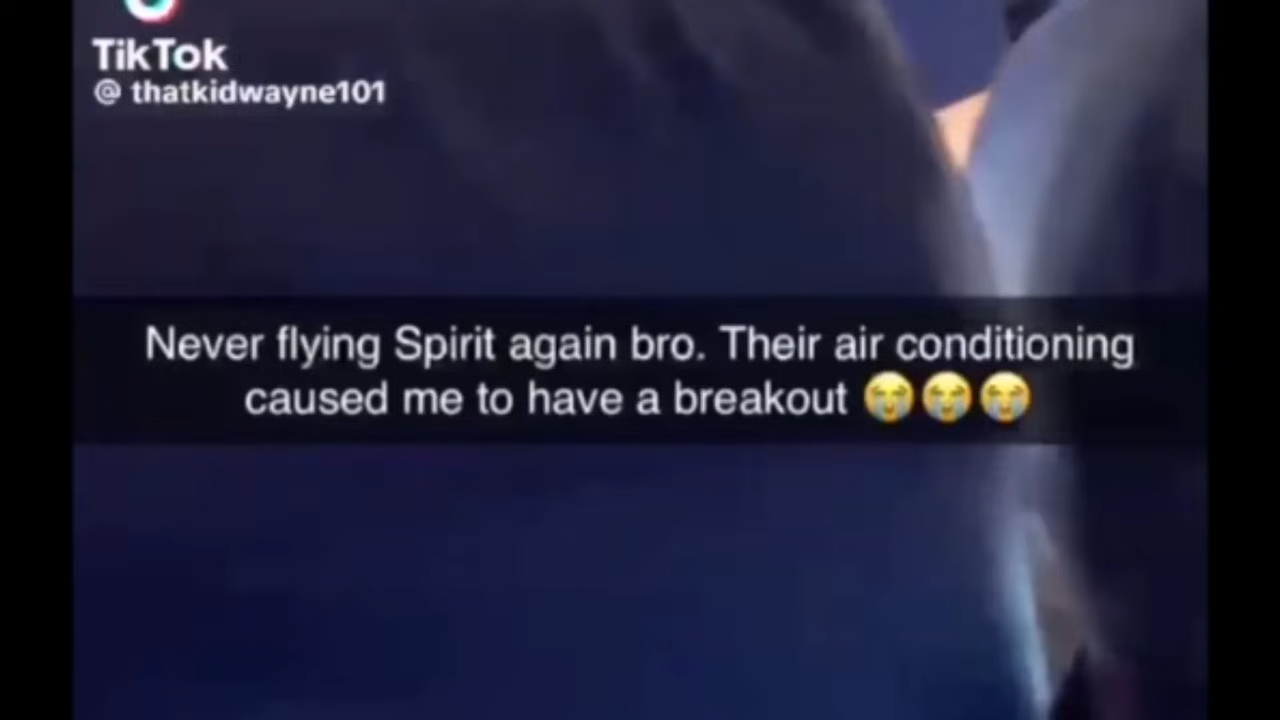 TikTok
@ thatkidwayne101
Never flying Spirit again bro. Their air conditioning
caused me to have a breakout 😭😭😭